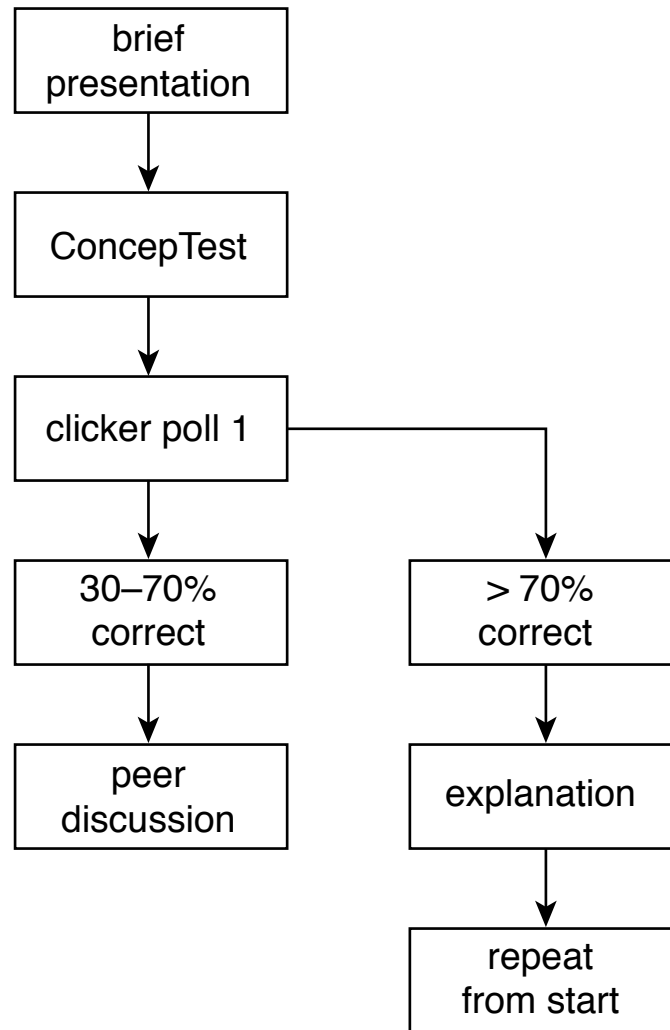 brief
presentation
ConcepTest
clicker poll 1
30–70%
correct
> 70%
correct
peer
discussion
explanation
repeat
from start